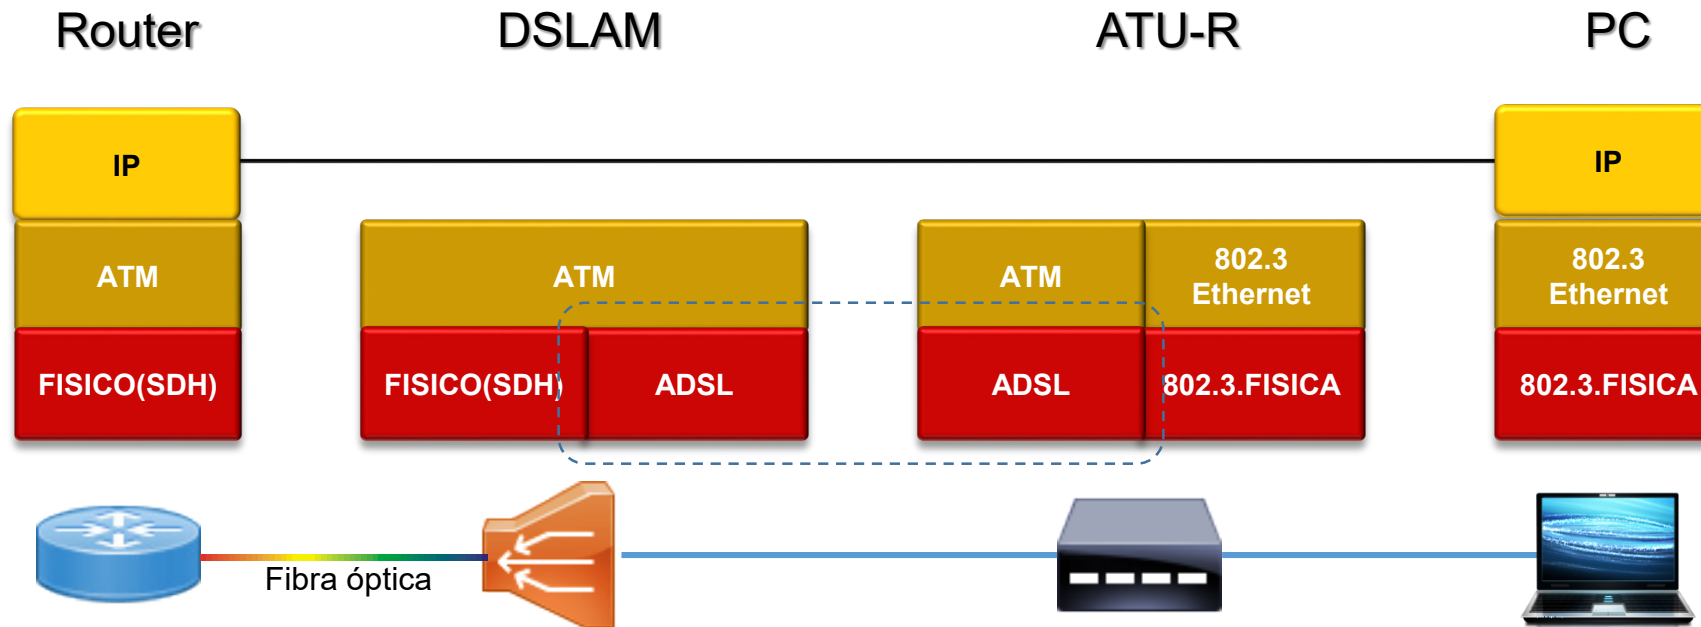 Router
DSLAM
ATU-R
PC
IP
IP
ATM
ATM
ATM
802.3
Ethernet
802.3
Ethernet
FISICO(SDH)
FISICO(SDH)
ADSL
ADSL
802.3.FISICA
802.3.FISICA
Fibra óptica